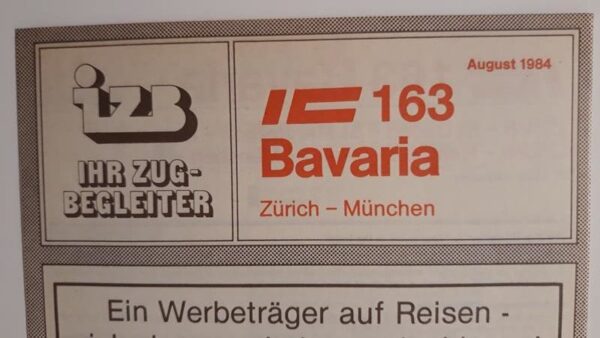 izb
IHR ZUG-
BEGLEITER
August 1984
IC 163
Bavaria
Zürich – München
Ein Werbeträger auf Reisen -